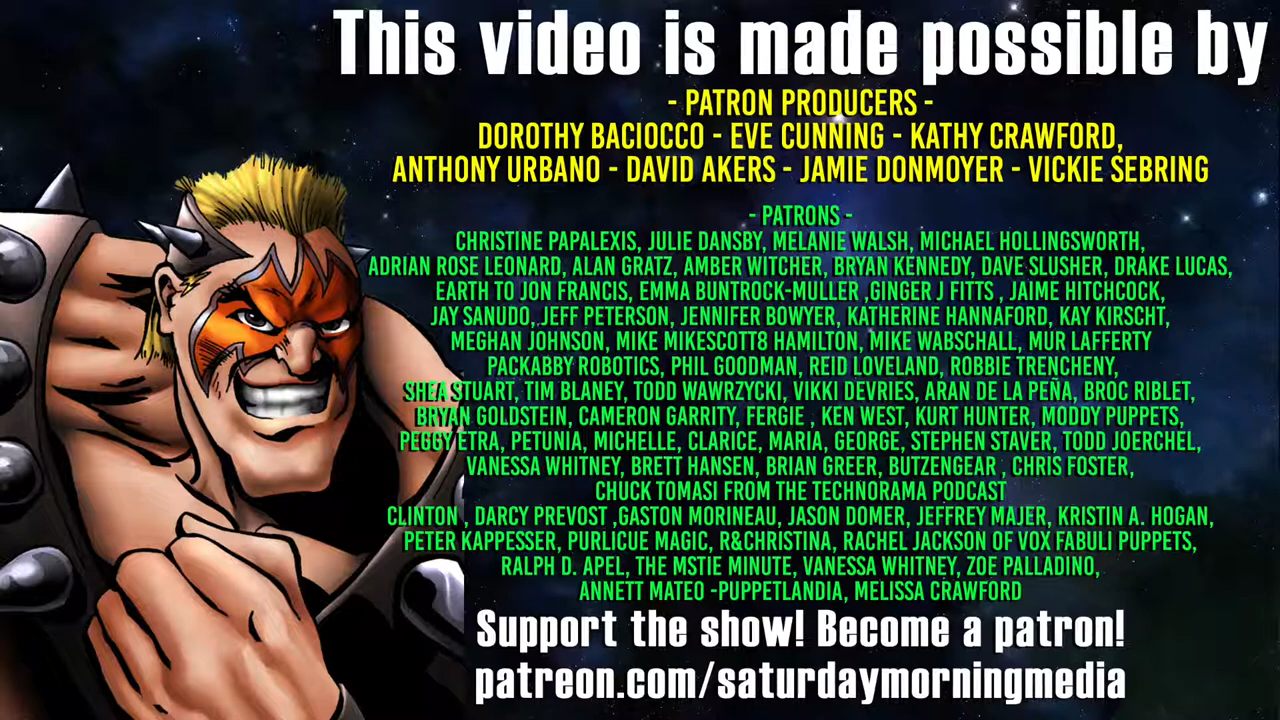 This video is made possible by
- PATRON PRODUCERS -
DOROTHY BACIOCCO - EVE CUNNING - KATHY CRAWFORD,
ANTHONY URBANO - DAVID AKERS - JAMIE DONMOYER - VICKIE SEBRING
- PATRONS -
CHRISTINE PAPALEXIS, JULIE DANSBY, MELANIE WALSH, MICHAEL HOLLINGSWORTH,
ADRIAN ROSE LEONARD, ALAN GRATZ, AMBER WITCHER, BRYAN KENNEDY, DAVE SLUSHER, DRAKE LUCAS,
EARTH TO JON FRANCIS, EMMA BUNTROCK-MULLER ,GINGER J FITTS , JAIME HITCHCOCK,
JAY SANUDO, JEFF PETERSON, JENNIFER BOWYER, KATHERINE HANNAFORD, KAY KIRSCHT,
MEGHAN JOHNSON, MIKE MIKESCOTT8 HAMILTON, MIKE WABSCHALL, MUR LAFFERTY
PACKABBY ROBOTICS, PHIL GOODMAN, REID LOVELAND, ROBBIE TRENCHENY,
SHEA STUART, TIM BLANEY, TODD WAWRZYCKI, VIKKI DEVRIES, ARAN DE LA PEÑA, BROC RIBLET,
BRYAN GOLDSTEIN, CAMERON GARRITY, FERGIE , KEN WEST, KURT HUNTER, MODDY PUPPETS,
PEGGY ETRA, PETUNIA, MICHELLE, CLARICE, MARIA, GEORGE, STEPHEN STAVER, TODD JOERCHEL,
VANESSA WHITNEY, BRETT HANSEN, BRIAN GREER, BUTZENGEAR , CHRIS FOSTER,
CHUCK TOMASI FROM THE TECHNORAMA PODCAST
CLINTON , DARCY PREVOST ,GASTON MORINEAU, JASON DOMER, JEFFREY MAJER, KRISTIN A. HOGAN,
PETER KAPPESSER, PURLICUE MAGIC, R&CHRISTINA, RACHEL JACKSON OF VOX FABULI PUPPETS,
RALPH D. APEL, THE MSTIE MINUTE, VANESSA WHITNEY, ZOE PALLADINO,
ANNETT MATEO -PUPPETLANDIA, MELISSA CRAWFORD
Support the show! Become a patron!
patreon.com/saturdaymorningmedia